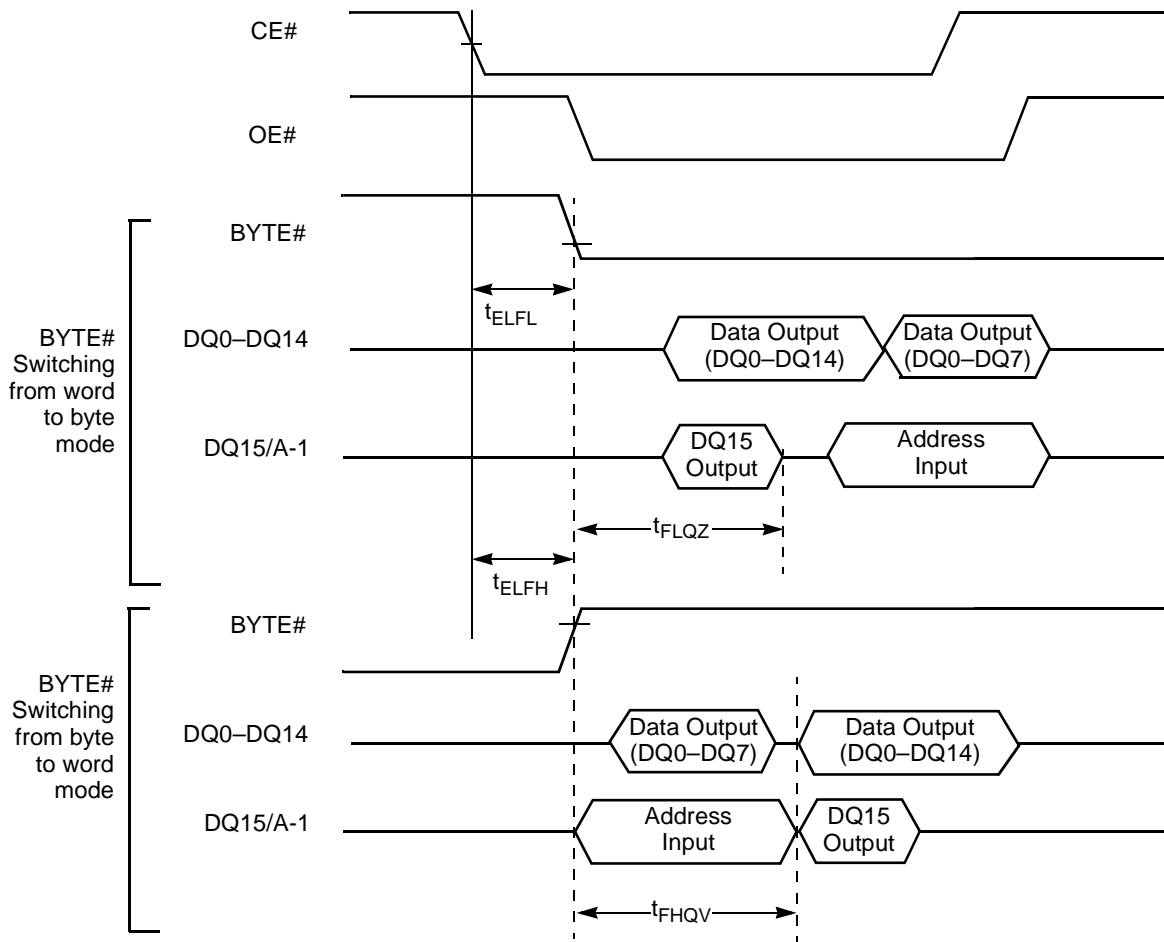 CE#
OE#
BYTE#
tELFL
BYTE#
Switching
from word
to byte
mode
DQ0–DQ14
Data Output
(DQ0–DQ14)
Data Output
(DQ0–DQ7)
DQ15/A-1
DQ15
Output
Address
Input
tFLQZ
tELFH
BYTE#
BYTE#
Switching
from byte
to word
mode
DQ0–DQ14
Data Output
(DQ0–DQ7)
Data Output
(DQ0–DQ14)
DQ15/A-1
Address
Input
DQ15
Output
tFHQV